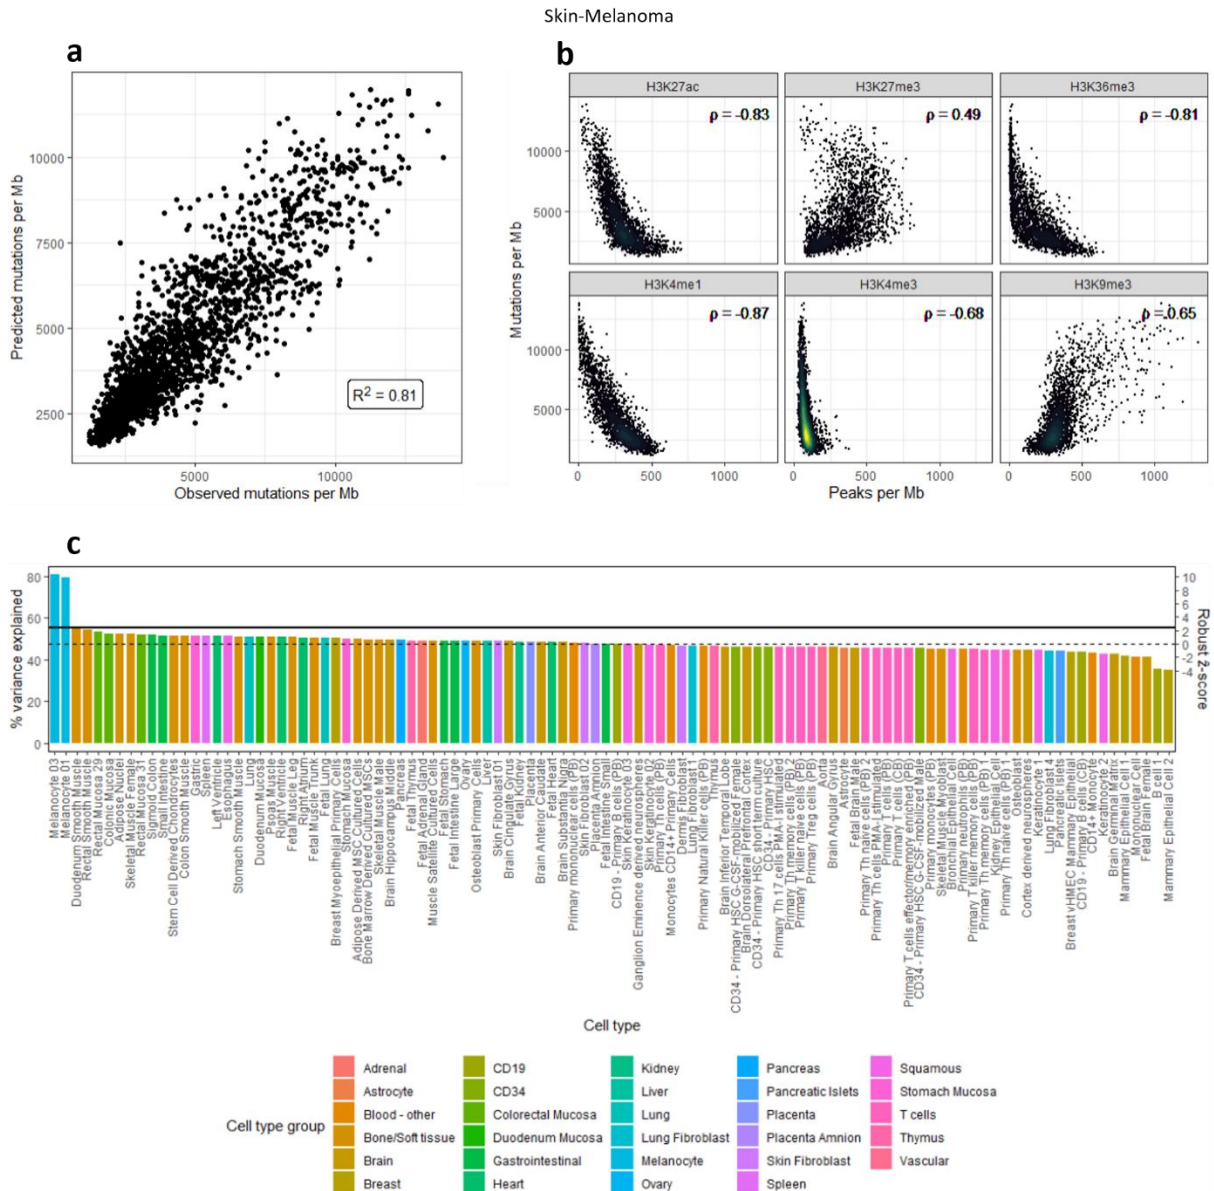 Skin-Melanoma
a
Predicted mutations per Mb
10000
7500
5000
2500
R² = 0.81
5000
10000
Observed mutations per Mb
b
Mutations per Mb
H3K27ac
H3K27me3
H3K36me3
ρ = -0.83
ρ = 0.49
ρ = -0.81
10000
5000
H3K4me1
H3K4me3
H3K9me3
ρ = -0.87
ρ = -0.68
ρ = 0.65
10000
5000
0
500
1000
0
500
1000
0
500
1000
Peaks per Mb
c
% variance explained
80
60
40
20
0
Robust z-score
10
8
6
4
2
0
-2
-4
Melanocyte 03
Melanocyte 01
Duodenum Smooth Muscle
Rectal Smooth Muscle
Rectal Mucosa 29
Colonic Mucosa
Adipose Nuclei
Skeletal Muscle Female
Rectal Mucosa 31
Sigmoid Colon
Small Intestine
Stem Cell Derived Chondrocytes
Colon Smooth Muscle
Gastric
Spleen
Left Ventricle
Esophagus
Stomach Smooth Muscle
Lung
Duodenum Mucosa
Psoas Muscle
Right Ventricle
Fetal Muscle Leg
Right Atrium
Fetal Muscle Trunk
Fetal Lung
Breast Myoepithelial Primary Cells
Stomach Mucosa
Adipose Derived MSC Cultured Cells
Bone Marrow Derived Cultured MSCs
Skeletal Muscle Male
Brain Hippocampus Middle
Pancreas
Fetal Thymus
Fetal Adrenal Gland
Muscle Satellite Cultured Cells
Fetal Stomach
Fetal Intestine Large
Ovary
Osteoblast Primary Cells
Liver
Skin Fibroblast 01
Brain Cingulate Gyrus
Fetal Kidney
Placenta
Brain Anterior Caudate
Fetal Heart
Brain Substantia Nigra
Primary mononuclear cells (PB)
Skin Fibroblast 02
Placenta Amnion
Fetal Intestine Small
CD19 - Primary Cells (PB)
Skin Keratinocyte 03
Ganglion Eminence derived neurospheres
Skin Keratinocyte 02
Primary T cells (PB)
Monocytes CD14+ Primary Cells
Dermis Fibroblast
Lung Fibroblast 1
Primary Natural Killer cells (PB)
Thymus
Brain Inferior Temporal Lobe
CD34 - Primary HSC G-CSF-mobilized Female
Brain Dorsolateral Prefrontal Cortex
CD34 - Primary HSC short term culture
CD34 - Primary HSC
Primary Th 17 cells PMA-I stimulated
Primary Th memory cells (PB) 2
Primary T killer naive cells (PB)
Primary Treg cells (PB)
Aorta
Brain Angular Gyrus
Astrocyte
Fetal Brain Male
Primary Th naive cells (PB)
Primary Th cells PMA-I stimulated
Primary Th cells (PB)
Primary T cells (PB)
Primary T cells effector/memory enriched (PB)
CD34 - Primary HSC G-CSF-mobilized Male
Primary monocytes (PB)
Skeletal Muscle Myoblast
Bronchial Epithelial Cell
Primary neutrophils (PB)
Primary T killer memory cells (PB)
Primary Th memory cells (PB) 1
Kidney Epithelial
Primary Th naive cells (PB)
Osteoblast
Cortex derived neurospheres
Keratinocyte 1
Lung Fibroblast 4
Pancreatic Islets
Breast vHMEC Mammary Epithelial
CD19 - Primary B Cells (CB)
CD14+ Monocyte
Keratinocyte 2
Brain Germinal Matrix
Mammary Epithelial Cell 1
Mononuclear Cell
Fetal Brain Female
B cell 1
Mammary Epithelial Cell 2
Cell type
Cell type group
Adrenal
Astrocyte
Blood - other
Bone/Soft tissue
Brain
Breast
CD19
CD34
Colorectal Mucosa
Duodenum Mucosa
Gastrointestinal
Heart
Kidney
Liver
Lung
Lung Fibroblast
Melanocyte
Ovary
Pancreas
Pancreatic Islets
Placenta
Placenta Amnion
Skin Fibroblast
Spleen
Squamous
Stomach Mucosa
T cells
Thymus
Vascular